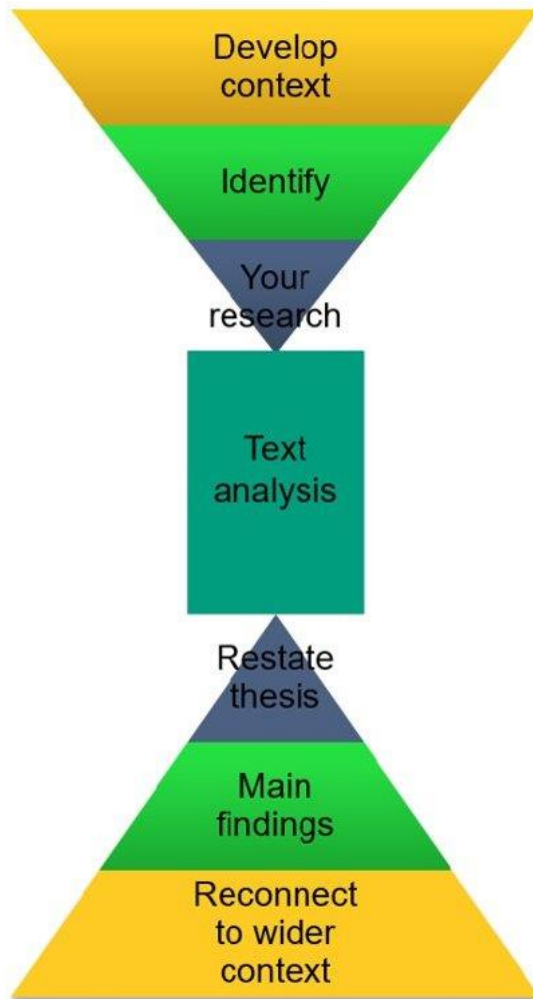 Develop
context
Identify
Your
research
Text
analysis
Restate
thesis
Main
findings
Reconnect
to wider
context